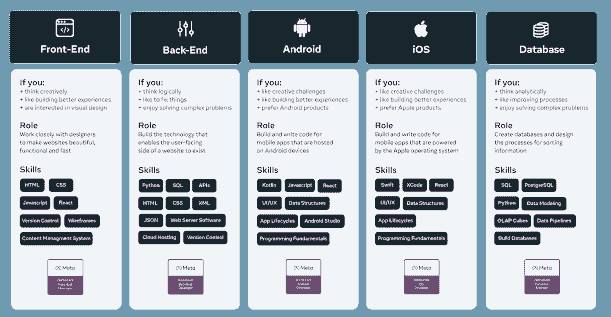 Front-End
If you:
+ think creatively
+ like building better experiences
+ are interested in visual design
Role
Work closely with designers
to make websites beautiful,
functional and fast
Skills
HTML CSS
Javascript React
Version Control Wireframes
Content Managment System
Meta
Back-End
If you:
+ think logically
+ like to fix things
+ enjoy solving complex problems
Role
Build the technology that
enables the user-facing
side of a website to exist
Skills
Python SQL APIs
HTML CSS XML
JSON Web Server Software
Cloud Hosting Version Control
Meta
Android
If you:
+ like creative challenges
+ like building better experiences
+ prefer Android products
Role
Build and write code for
mobile apps that are hosted
on Android devices
Skills
Kotlin Javascript React
UI/UX Data Structures
App Lifecycles Android Studio
Programming Fundamentals
Meta
iOS
If you:
+ like creative challenges
+ like building better experiences
+ prefer Apple products
Role
Build and write code for
mobile apps that are powered
by the Apple operating system
Skills
Swift XCode React
UI/UX Data Structures
App Lifecycles
Programming Fundamentals
Meta
Database
If you:
+ think analytically
+ like improving processes
+ enjoy solving complex problems
Role
Create databases and design
the processes for sorting
information
Skills
SQL PostgreSQL
Python Data Modeling
OLAP Cubes Data Pipelines
Build Databases
Meta